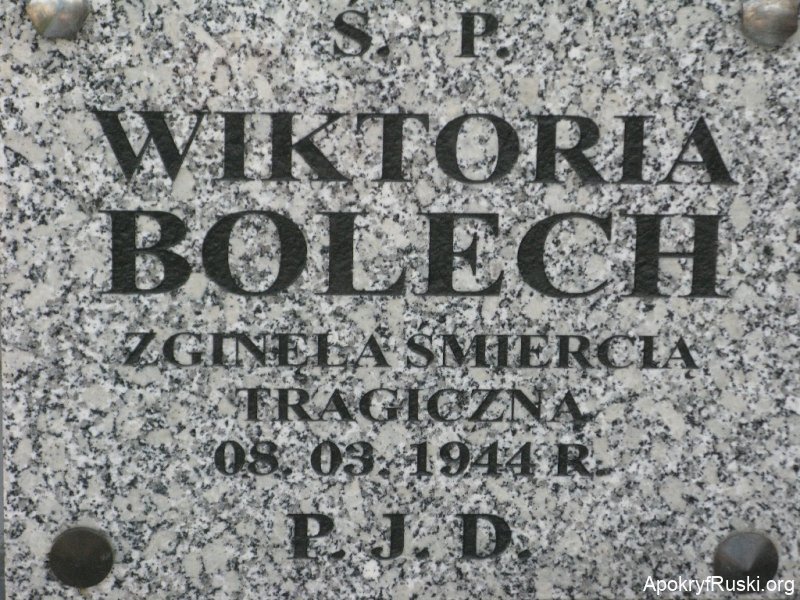 Ś. P.
WIKTORIA
BOLECH
ZGINĘŁA ŚMIERCIĄ
TRAGICZNĄ
08. 03. 1944 R.
P. J. D.
ApokryfRuski.org